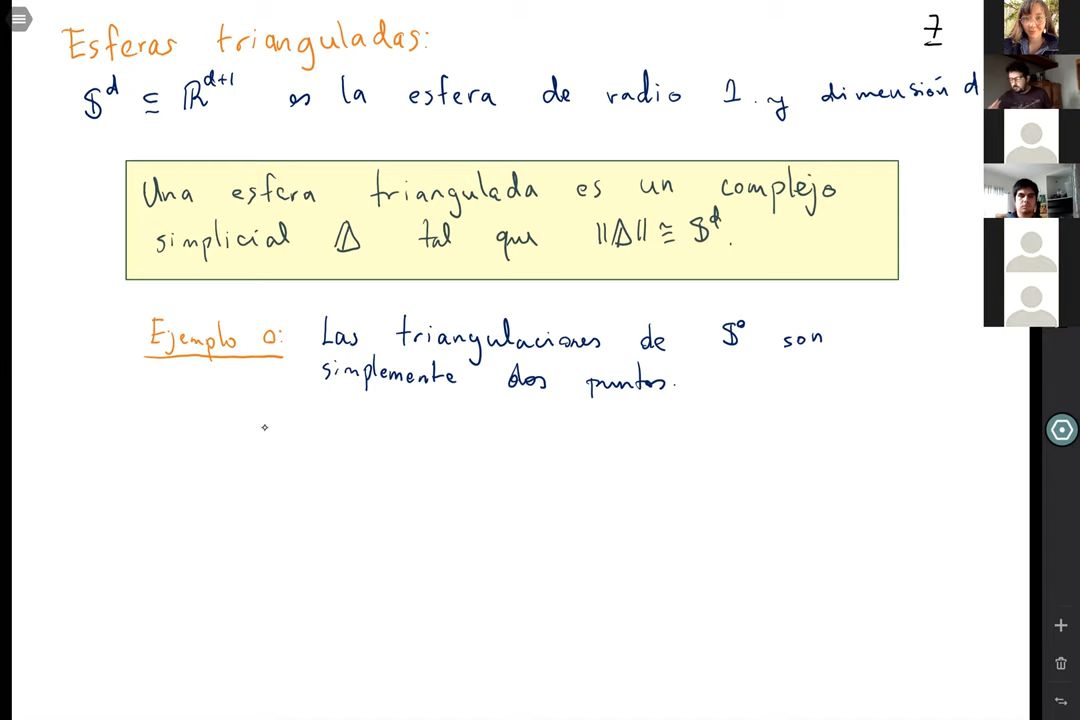 Esferas trianguladas:
7
$^d ⊆ ℝ^{d+1} es la esfera de radio 1. y dimensión d
Una esfera triangulada es un complejo
simplicial Δ tal que ||Δ|| ≅ $^d.
Ejemplo 0: Las triangulaciones de $^0 son
simplemente dos puntos.